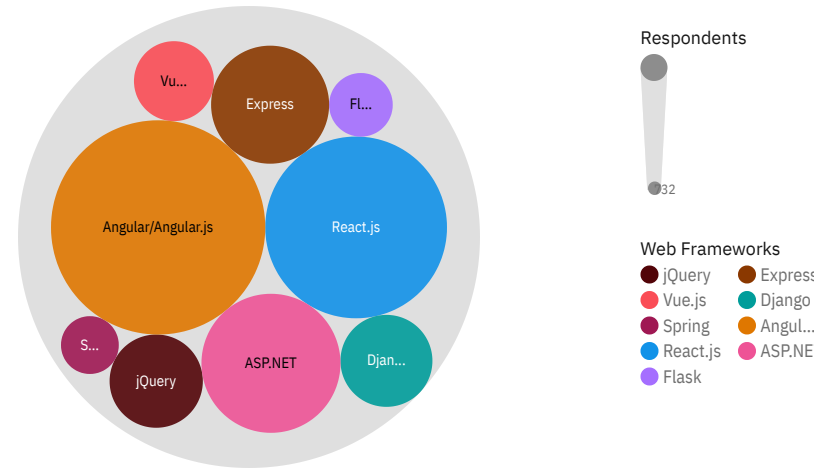 Vu...
Express
Fl...
Angular/Angular.js
React.js
S...
jQuery
ASP.NET
Djan...
Respondents
732
Web Frameworks
jQuery
Express
Vue.js
Django
Spring
Angul...
React.js
ASP.NE
Flask